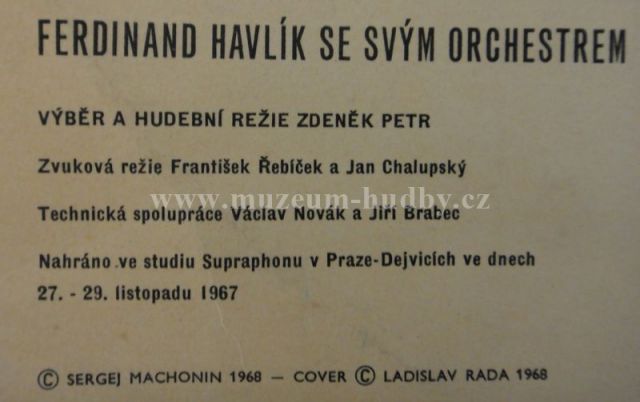 FERDINAND HAVLÍK SE SVÝM ORCHESTREM
VÝBĚR A HUDEBNÍ REŽIE ZDENĚK PETR
Zvuková režie František Řebíček a Jan Chalupský
www.muzeum-hudby.cz
Technická spolupráce Václav Novák a Jiří Brabec
Nahráno ve studiu Supraphonu v Praze-Dejvicích ve dnech
27. - 29. listopadu 1967
© SERGEJ MACHONIN 1968 — COVER © LADISLAV RADA 1968